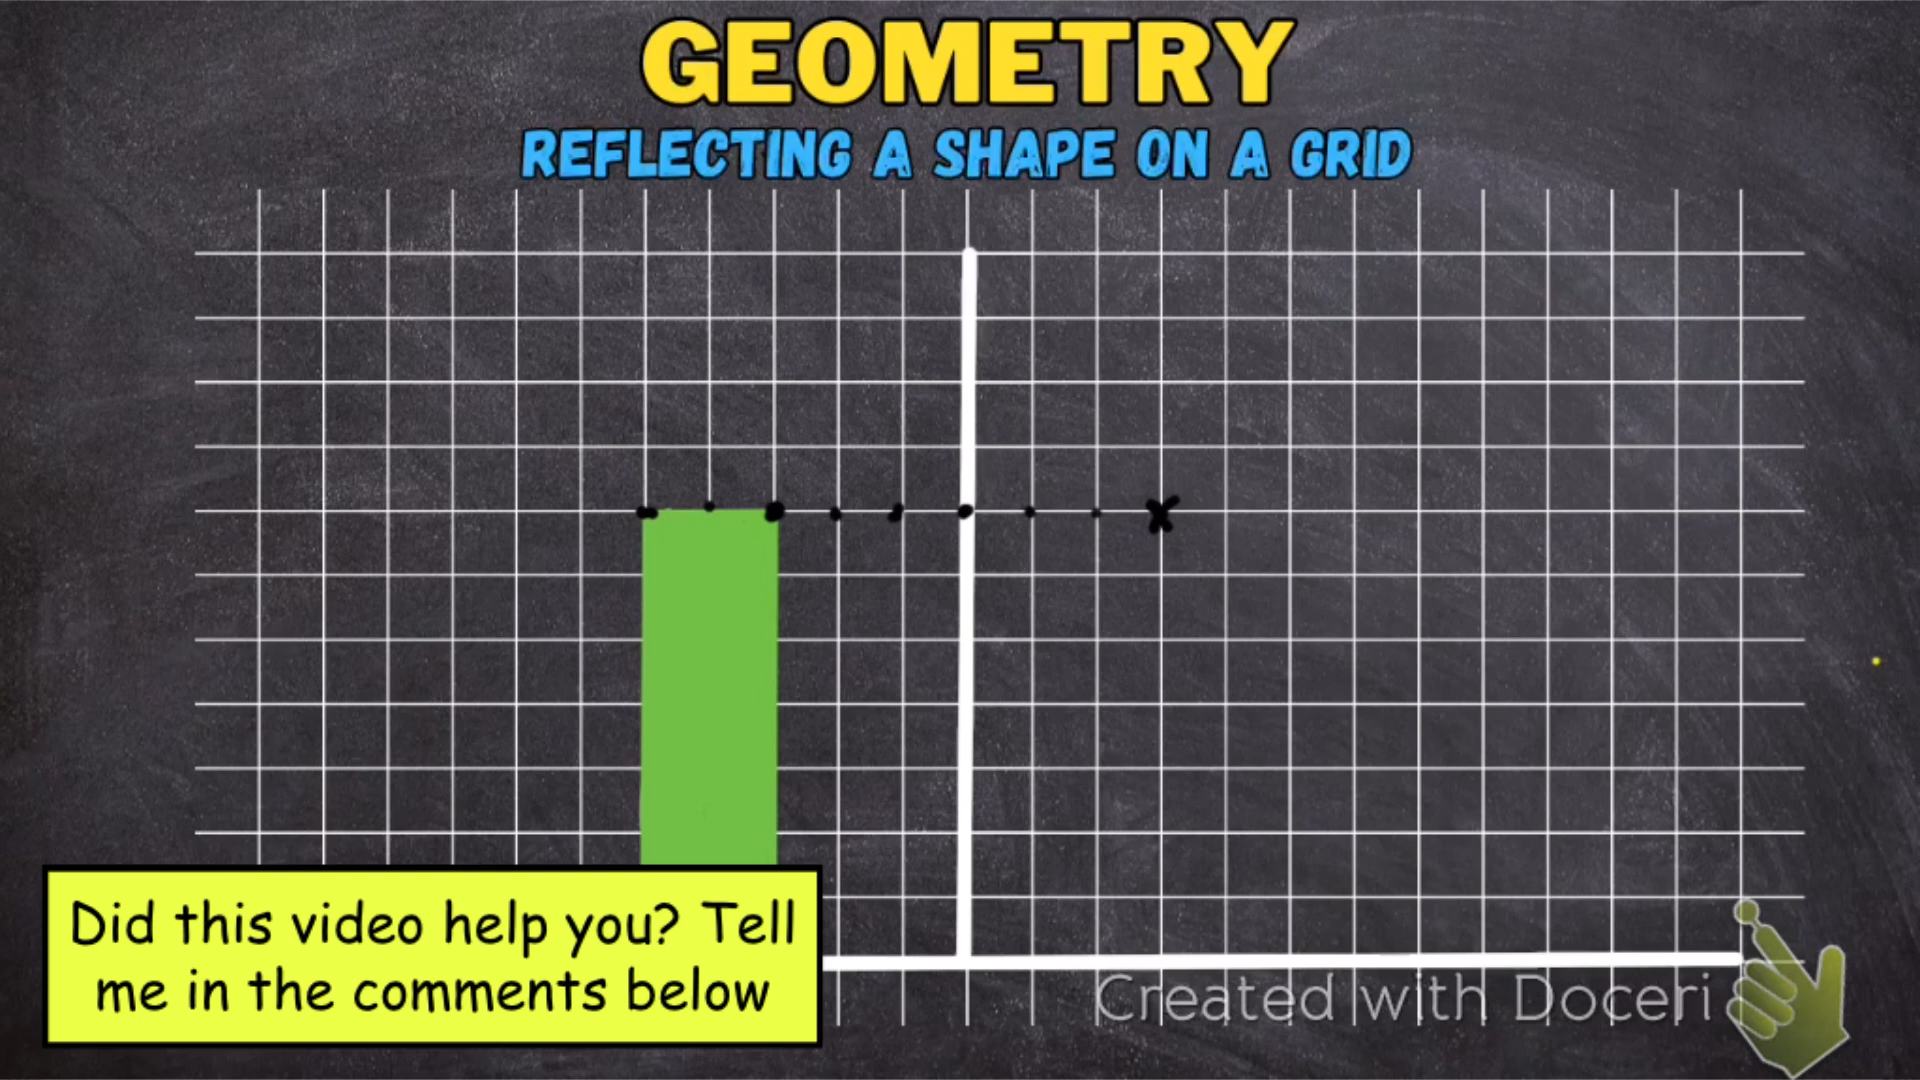 GEOMETRY
REFLECTING A SHAPE ON A GRID
Did this video help you? Tell
me in the comments below
Created with Doceri